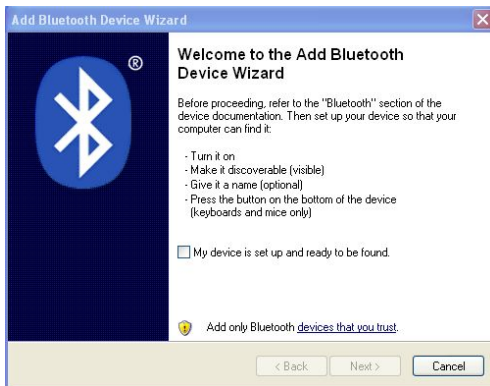 Add Bluetooth Device Wizard
®
Welcome to the Add Bluetooth
Device Wizard
Before proceeding, refer to the "Bluetooth" section of the
device documentation. Then set up your device so that your
computer can find it:
- Turn it on
- Make it discoverable (visible)
- Give it a name (optional)
- Press the button on the bottom of the device
(keyboards and mice only)
My device is set up and ready to be found.
Add only Bluetooth devices that you trust.
< Back Next > Cancel